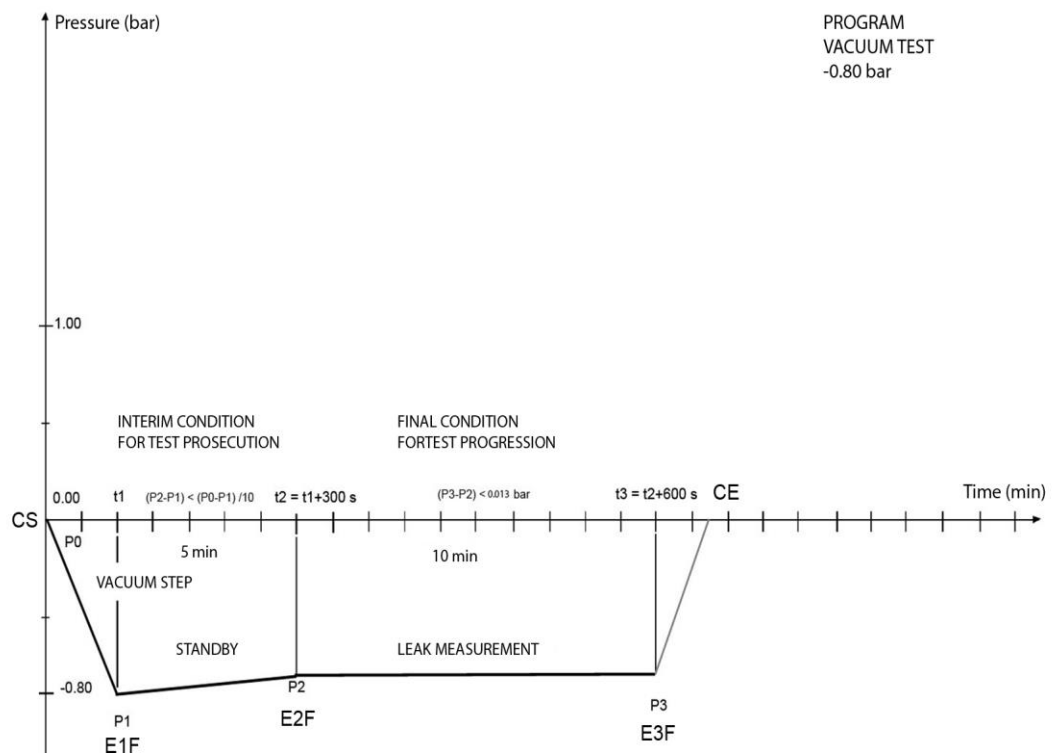 Pressure (bar)
PROGRAM
VACUUM TEST
-0.80 bar
1.00
INTERIM CONDITION
FOR TEST PROSECUTION
FINAL CONDITION
FORTEST PROGRESSION
0.00
t1
(P2-P1) < (P0-P1) /10
t2 = t1+300 s
(P3-P2) < 0.013 bar
t3 = t2+600 s
CE
Time (min)
CS
P0
5 min
10 min
VACUUM STEP
STANDBY
LEAK MEASUREMENT
-0.80
P1
P2
P3
E1F
E2F
E3F